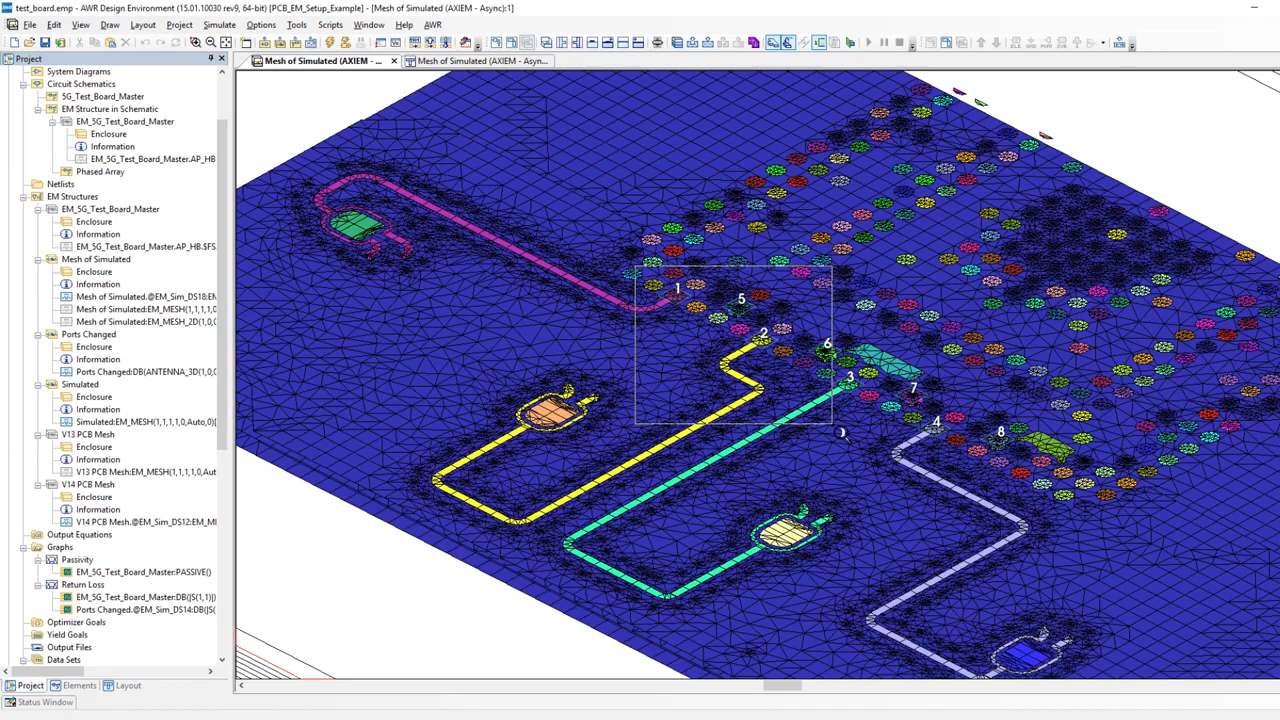 test_board.emp - AWR Design Environment (15.01.10030 rev9, 64-bit) [PCB_EM_Setup_Example] - [Mesh of Simulated (AXIEM - Async):1]
File Edit View Draw Layout Project Simulate Options Tools Scripts Window Help AWR
Project
Mesh of Simulated (AXIEM - ...
Mesh of Simulated (AXIEM - Asyn...
System Diagrams
Circuit Schematics
5G_Test_Board_Master
EM Structure in Schematic
EM_5G_Test_Board_Master
Enclosure
Information
EM_5G_Test_Board_Master.AP_HB
Phased Array
Netlists
EM Structures
EM_5G_Test_Board_Master
Enclosure
Information
EM_5G_Test_Board_Master.AP_HB.$FS
Mesh of Simulated
Enclosure
Information
Mesh of Simulated.@EM_Sim_DS18:EM
Mesh of Simulated:EM_MESH(1,1,1,1,0
Mesh of Simulated:EM_MESH_2D(1,0,0
Ports Changed
Enclosure
Information
Ports Changed:DB(ANTENNA_3D(1,0,0
Simulated
Enclosure
Information
Simulated:EM_MESH(1,1,1,1,0,Auto,0)
V13 PCB Mesh
Enclosure
Information
V13 PCB Mesh:EM_MESH(1,1,1,1,0,Aut
V14 PCB Mesh
Enclosure
Information
V14 PCB Mesh.@EM_Sim_DS12:EM_M
Output Equations
Graphs
Passivity
EM_5G_Test_Board_Master:PASSIVE()
Return Loss
EM_5G_Test_Board_Master:DB(|S(1,1)|)
Ports Changed.@EM_Sim_DS14:DB(|S
Optimizer Goals
Yield Goals
Output Files
Data Sets
1
5
2
6
3
7
4
8
Project Elements Layout
Status Window